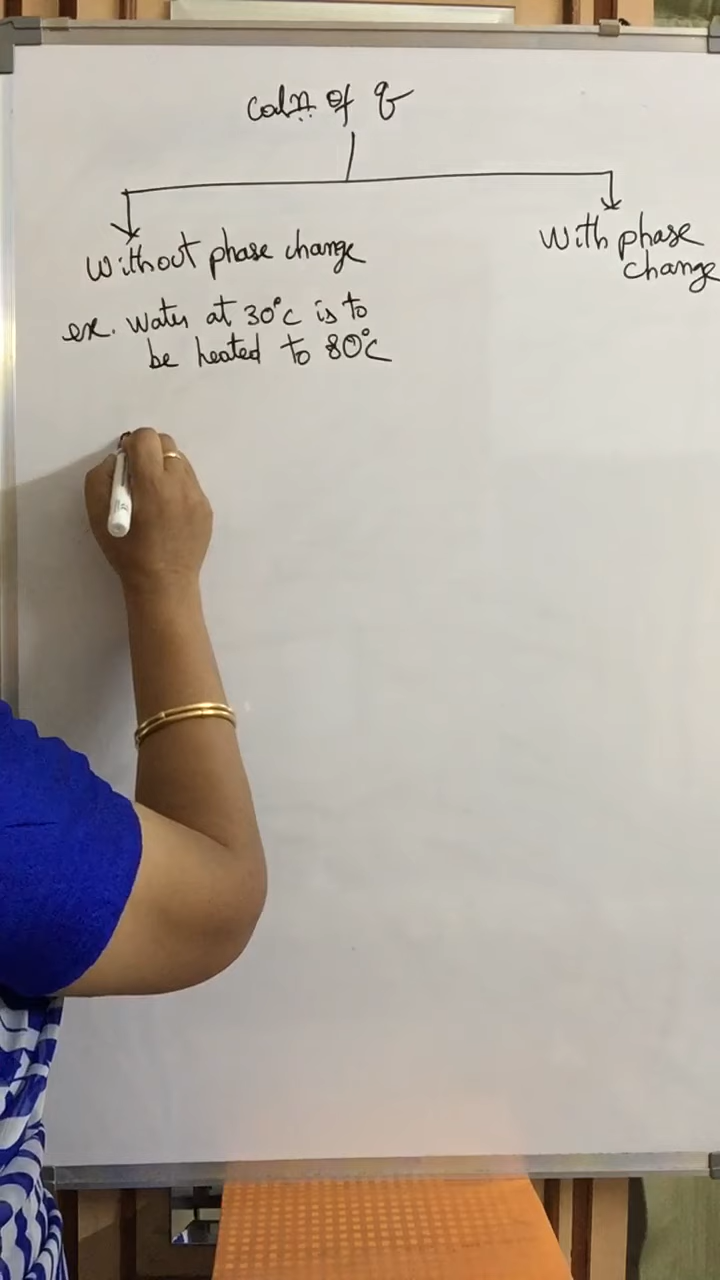 caln of q
Without phase change
With phase
change
ex. Water at 30°C is to
be heated to 80°C